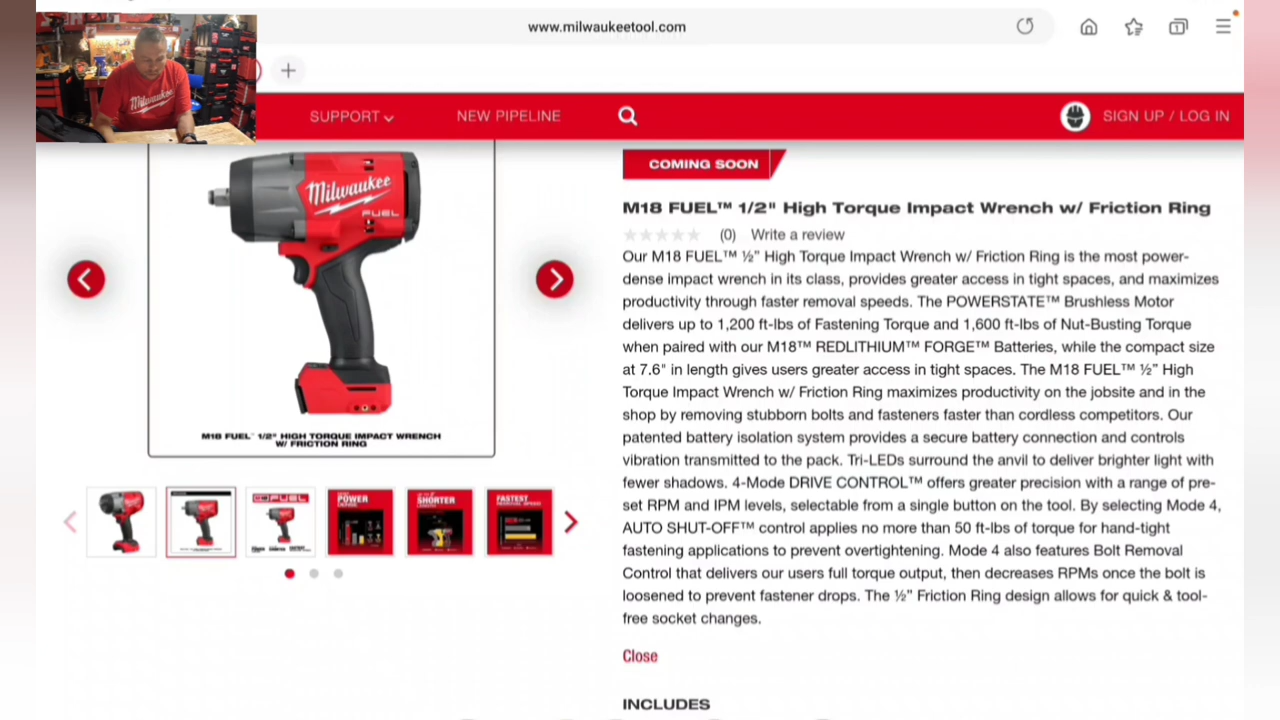 www.milwaukeetool.com
1
Milwaukee
SUPPORT
NEW PIPELINE
SIGN UP / LOG IN
COMING SOON
Milwaukee
FUEL
M18 FUEL™ 1/2" High Torque Impact Wrench w/ Friction Ring
(0) Write a review
Our M18 FUEL™ ½” High Torque Impact Wrench w/ Friction Ring is the most power-
dense impact wrench in its class, provides greater access in tight spaces, and maximizes
productivity through faster removal speeds. The POWERSTATE™ Brushless Motor
delivers up to 1,200 ft-lbs of Fastening Torque and 1,600 ft-lbs of Nut-Busting Torque
when paired with our M18™ REDLITHIUM™ FORGE™ Batteries, while the compact size
at 7.6" in length gives users greater access in tight spaces. The M18 FUEL™ ½” High
Torque Impact Wrench w/ Friction Ring maximizes productivity on the jobsite and in the
shop by removing stubborn bolts and fasteners faster than cordless competitors. Our
patented battery isolation system provides a secure battery connection and controls
vibration transmitted to the pack. Tri-LEDs surround the anvil to deliver brighter light with
fewer shadows. 4-Mode DRIVE CONTROL™ offers greater precision with a range of pre-
set RPM and IPM levels, selectable from a single button on the tool. By selecting Mode 4,
AUTO SHUT-OFF™ control applies no more than 50 ft-lbs of torque for hand-tight
fastening applications to prevent overtightening. Mode 4 also features Bolt Removal
Control that delivers our users full torque output, then decreases RPMs once the bolt is
loosened to prevent fastener drops. The ½” Friction Ring design allows for quick & tool-
free socket changes.
Close
INCLUDES
M18 FUEL™ 1/2" HIGH TORQUE IMPACT WRENCH
W/ FRICTION RING
FUEL
POWER
SHORTER
FASTEST